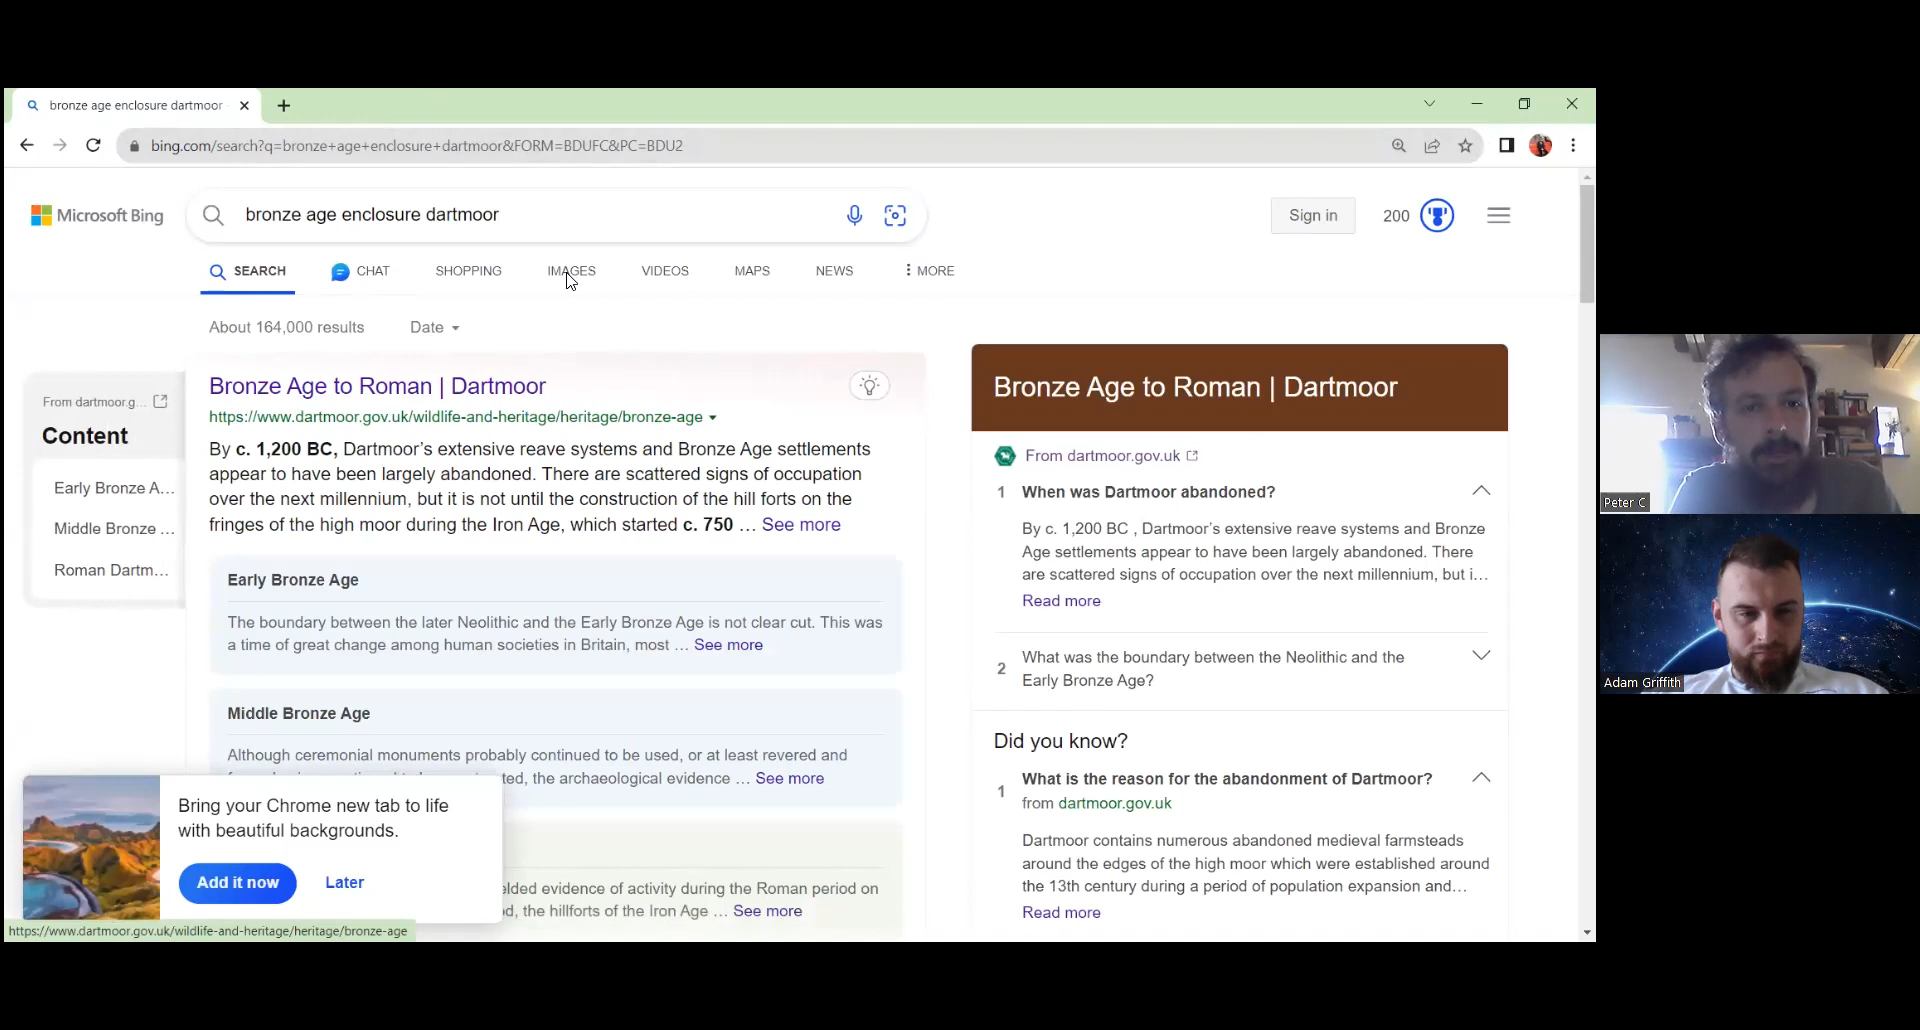 bronze age enclosure dartmoor
bing.com/search?q=bronze+age+enclosure+dartmoor&FORM=BDUFC&PC=BDU2
Microsoft Bing
bronze age enclosure dartmoor
Sign in
200
SEARCH
CHAT
SHOPPING
IMAGES
VIDEOS
MAPS
NEWS
MORE
About 164,000 results
Date
From dartmoor.g...
Content
Early Bronze A...
Middle Bronze ...
Roman Dartm...
Bronze Age to Roman | Dartmoor
https://www.dartmoor.gov.uk/wildlife-and-heritage/heritage/bronze-age
By c. 1,200 BC, Dartmoor's extensive reave systems and Bronze Age settlements
appear to have been largely abandoned. There are scattered signs of occupation
over the next millennium, but it is not until the construction of the hill forts on the
fringes of the high moor during the Iron Age, which started c. 750 ... See more
Early Bronze Age
The boundary between the later Neolithic and the Early Bronze Age is not clear cut. This was
a time of great change among human societies in Britain, most ... See more
Middle Bronze Age
Although ceremonial monuments probably continued to be used, or at least revered and
ted, the archaeological evidence ... See more
elded evidence of activity during the Roman period on
d, the hillforts of the Iron Age ... See more
Bring your Chrome new tab to life
with beautiful backgrounds.
Add it now
Later
https://www.dartmoor.gov.uk/wildlife-and-heritage/heritage/bronze-age
Bronze Age to Roman | Dartmoor
From dartmoor.gov.uk
1 When was Dartmoor abandoned?
By c. 1,200 BC , Dartmoor's extensive reave systems and Bronze
Age settlements appear to have been largely abandoned. There
are scattered signs of occupation over the next millennium, but i...
Read more
2 What was the boundary between the Neolithic and the
Early Bronze Age?
Did you know?
1 What is the reason for the abandonment of Dartmoor?
from dartmoor.gov.uk
Dartmoor contains numerous abandoned medieval farmsteads
around the edges of the high moor which were established around
the 13th century during a period of population expansion and...
Read more
Peter C
Adam Griffith